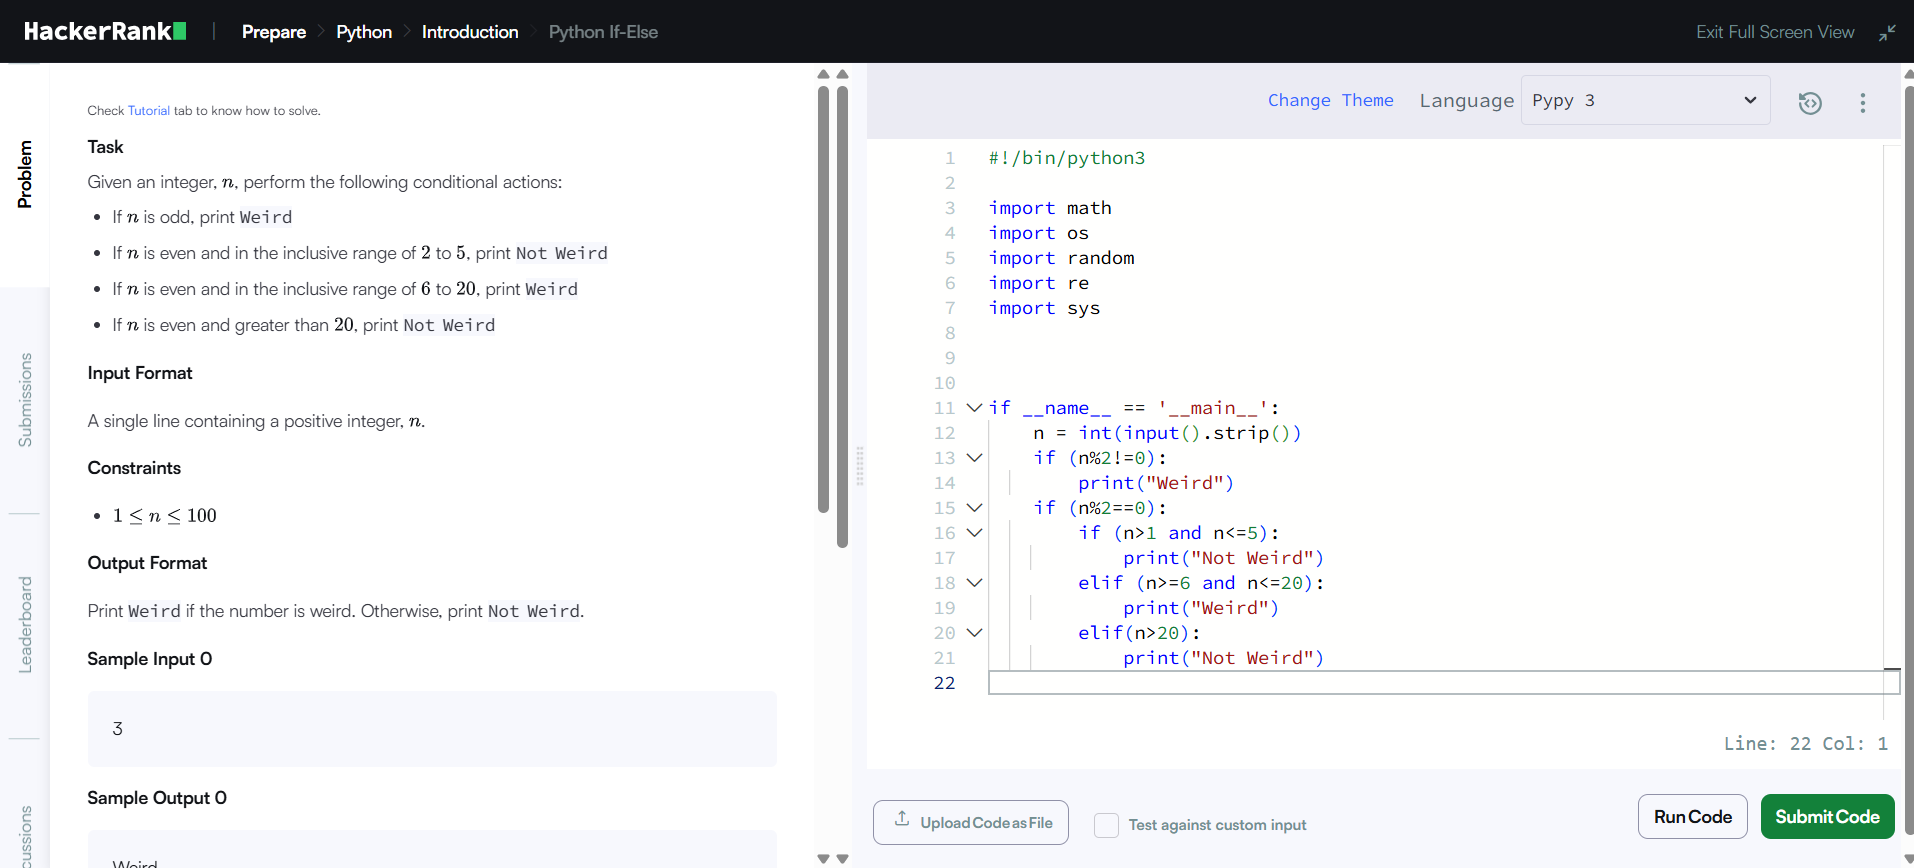 HackerRank
Prepare
Python
Introduction
Python If-Else
Exit Full Screen View
Problem
Submissions
Leaderboard
Check Tutorial tab to know how to solve.
Task
Given an integer, n, perform the following conditional actions:
• If n is odd, print Weird
• If n is even and in the inclusive range of 2 to 5, print Not Weird
• If n is even and in the inclusive range of 6 to 20, print Weird
• If n is even and greater than 20, print Not Weird
Input Format
A single line containing a positive integer, n.
Constraints
• 1 ≤ n ≤ 100
Output Format
Print Weird if the number is weird. Otherwise, print Not Weird.
Sample Input 0
3
Sample Output 0
Weird
Change Theme
Language
Pypy 3
1 #!/bin/python3
2
3 import math
4 import os
5 import random
6 import re
7 import sys
8
9
10
11 if __name__ == '__main__':
12     n = int(input().strip())
13     if (n%2!=0):
14         print("Weird")
15     if (n%2==0):
16         if (n>1 and n<=5):
17             print("Not Weird")
18         elif (n>=6 and n<=20):
19             print("Weird")
20         elif(n>20):
21             print("Not Weird")
22
Line: 22 Col: 1
Upload Code as File
Test against custom input
Run Code
Submit Code